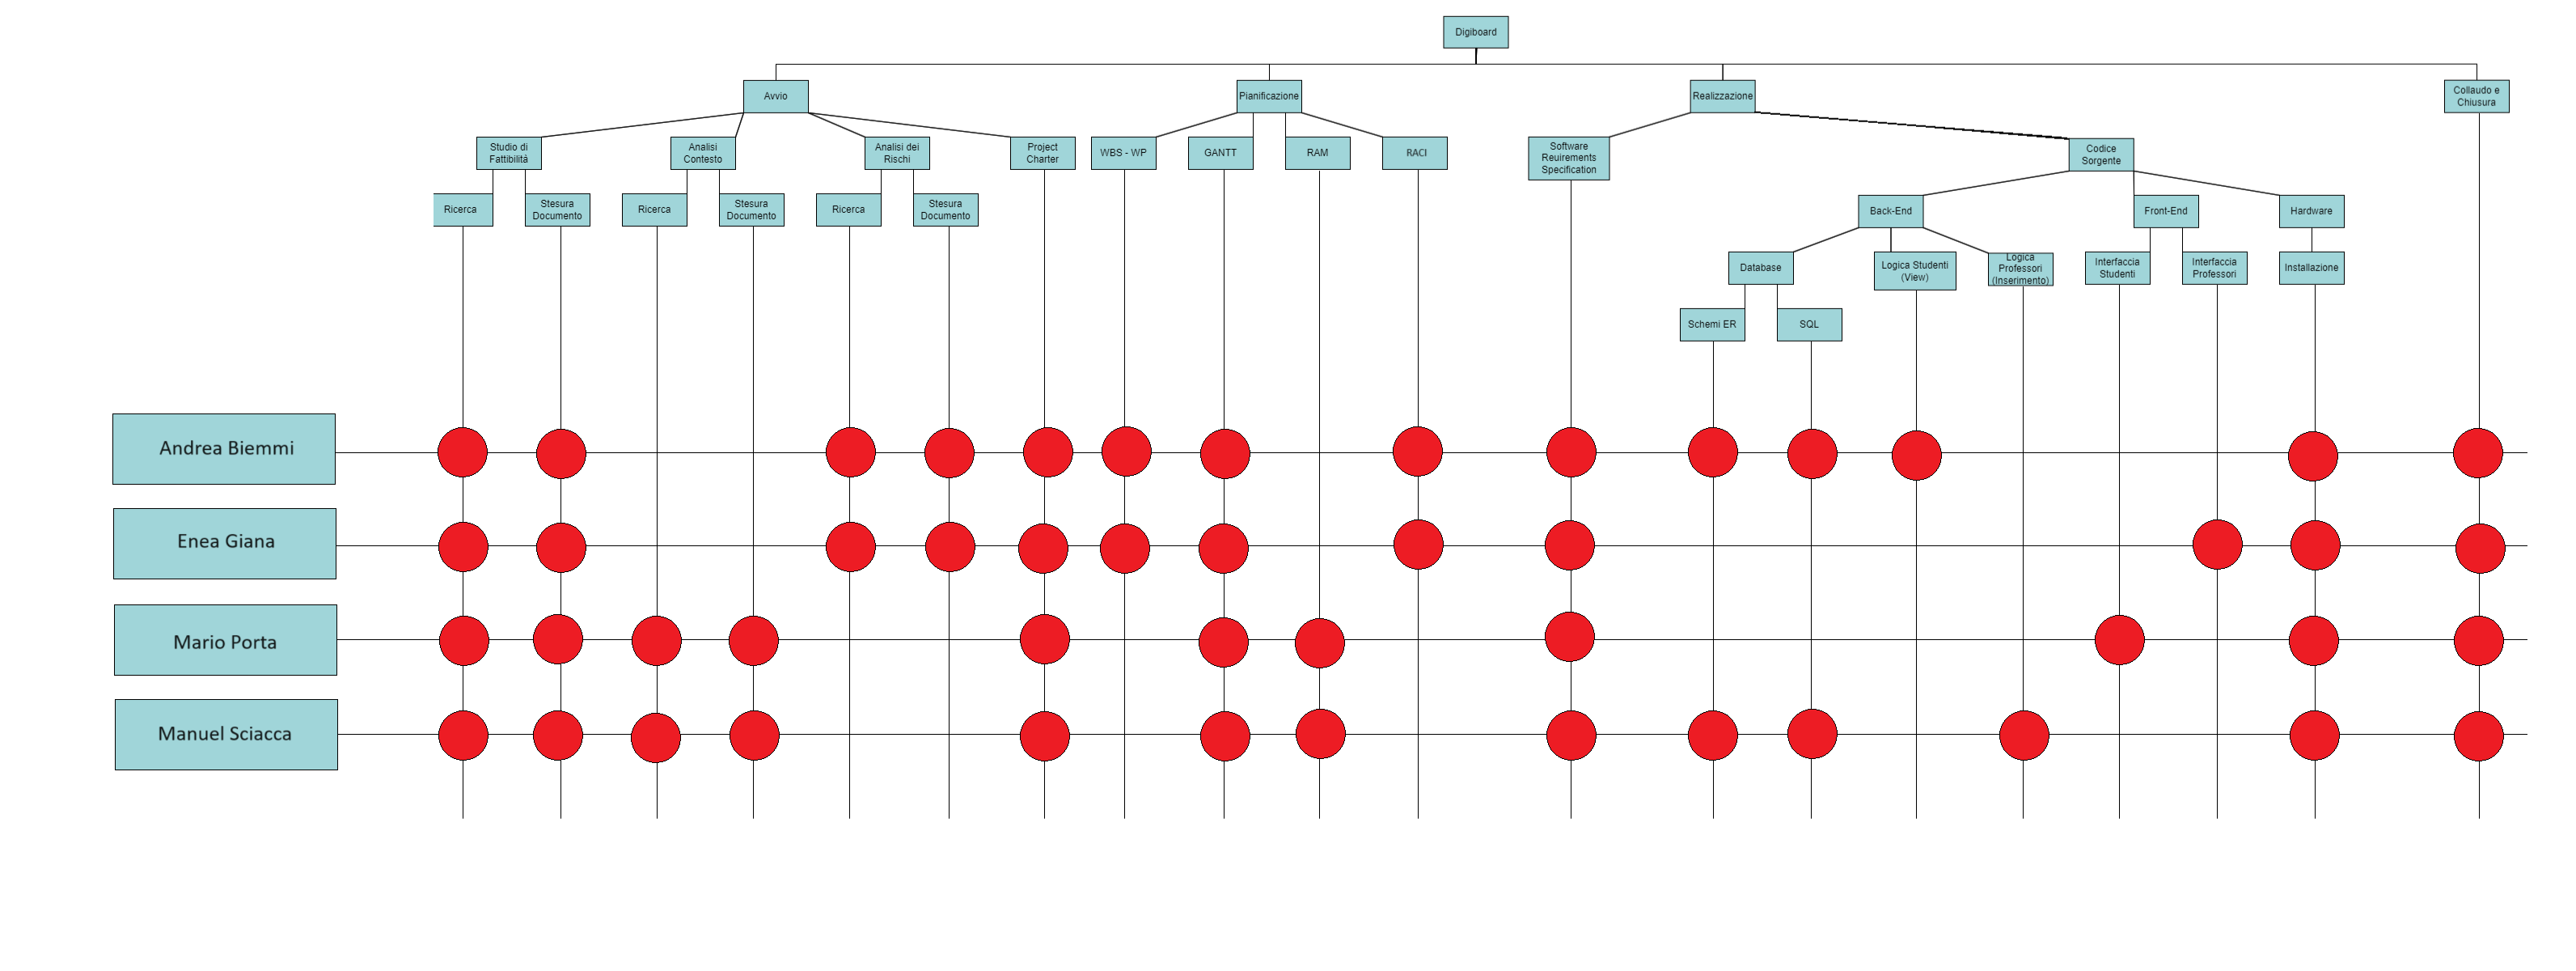 Digiboard
Avvio
Pianificazione
Realizzazione
Collaudo e
Chiusura
Studio di
Fattibilità
Analisi
Contesto
Analisi dei
Rischi
Project
Charter
WBS - WP
GANTT
RAM
RACI
Software
Reuirements
Specification
Codice
Sorgente
Ricerca
Stesura
Documento
Ricerca
Stesura
Documento
Ricerca
Stesura
Documento
Back-End
Front-End
Hardware
Database
Logica Studenti
(View)
Logica
Professori
(Inserimento)
Interfaccia
Studenti
Interfaccia
Professori
Installazione
Schemi ER
SQL
Andrea Biemmi
Enea Giana
Mario Porta
Manuel Sciacca